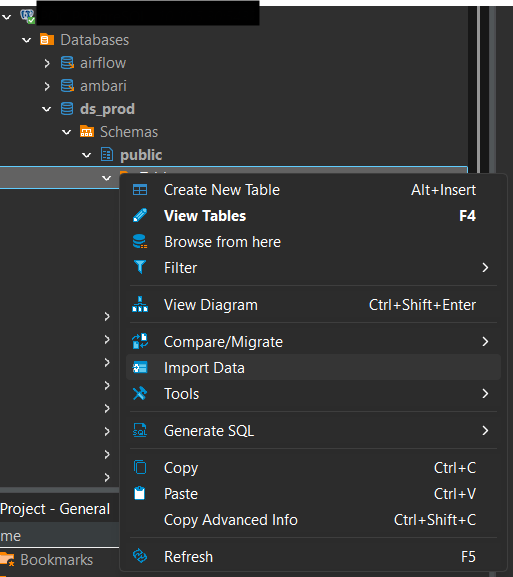 Databases
airflow
ambari
ds_prod
Schemas
public
Create New Table Alt+Insert
View Tables F4
Browse from here
Filter
View Diagram Ctrl+Shift+Enter
Compare/Migrate
Import Data
Tools
Generate SQL
Copy Ctrl+C
Paste Ctrl+V
Copy Advanced Info Ctrl+Shift+C
Refresh F5
Project - General
me
Bookmarks